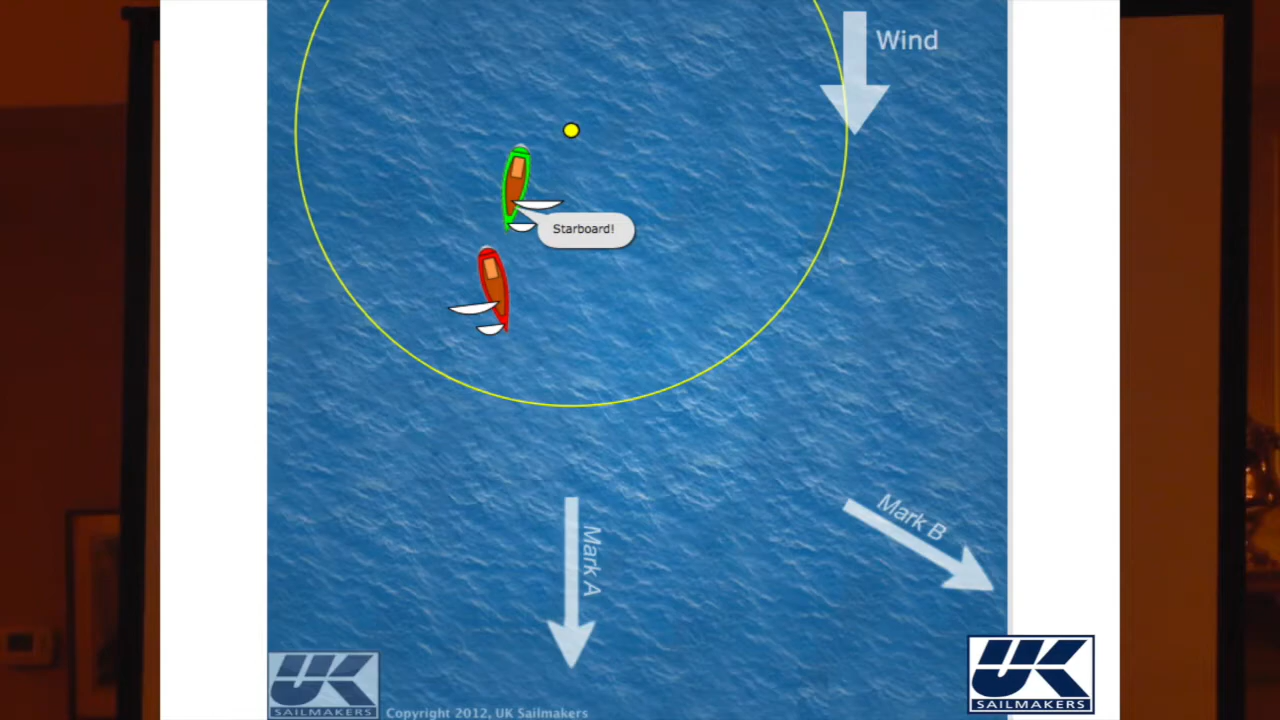 Wind
Starboard!
Mark A
Mark B
UK
SAILMAKERS
Copyright 2012, UK Sailmakers
UK
SAILMAKERS